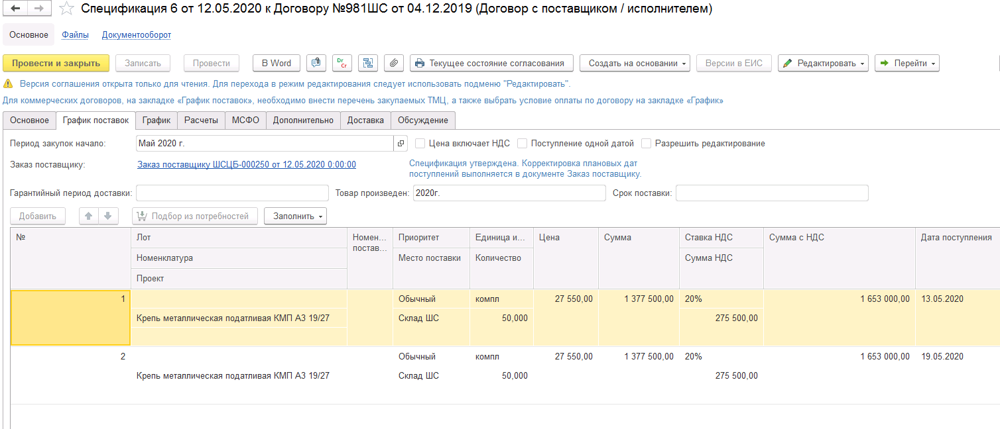 Спецификация 6 от 12.05.2020 к Договору №981ШС от 04.12.2019 (Договор с поставщиком / исполнителем)
Основное Файлы Документооборот
Провести и закрыть Записать Провести В Word Dr Cr Текущее состояние согласования Создать на основании Версии в ЕИС Редактировать Перейти
Версия соглашения открыта только для чтения. Для перехода в режим редактирования следует использовать подменю "Редактировать".
Для коммерческих договоров, на закладке «График поставок», необходимо внести перечень закупаемых ТМЦ, а также выбрать условие оплаты по договору на закладке «График»
Основное График поставок График Расчеты МСФО Дополнительно Доставка Обсуждение
Период закупок начало: Май 2020 г. Цена включает НДС Поступление одной датой Разрешить редактирование
Заказ поставщику: Заказ поставщику ШСЦБ-000250 от 12.05.2020 0:00:00 Спецификация утверждена. Корректировка плановых дат
поступлений выполняется в документе Заказ поставщику.
Гарантийный период доставки: Товар произведен: 2020г. Срок поставки:
Добавить Подбор из потребностей Заполнить
№ Лот Номен... Приоритет Единица и... Цена Сумма Ставка НДС Сумма с НДС Дата поступления
постав...
Номенклатура Место поставки Количество Сумма НДС
Проект
1 Обычный компл 27 550,00 1 377 500,00 20% 1 653 000,00 13.05.2020
Крепь металлическая податливая КМП А3 19/27 Склад ШС 50,000 275 500,00
2 Обычный компл 27 550,00 1 377 500,00 20% 1 653 000,00 19.05.2020
Крепь металлическая податливая КМП А3 19/27 Склад ШС 50,000 275 500,00